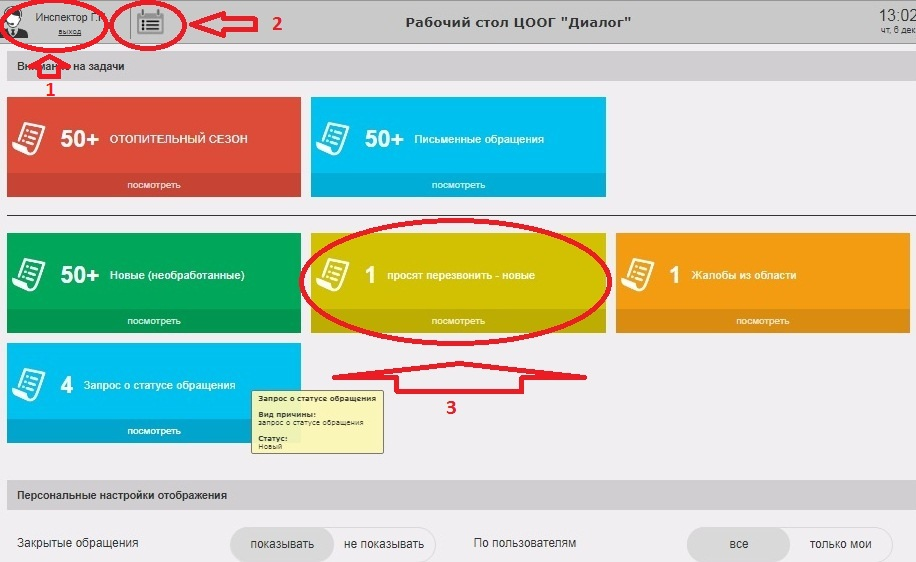 Инспектор Г.
выход
2
Рабочий стол ЦООГ "Диалог"
13:02
чт, 6 дек
Внимание на задачи
1
50+ ОТОПИТЕЛЬНЫЙ СЕЗОН
посмотреть
50+ Письменные обращения
посмотреть
50+ Новые (необработанные)
посмотреть
1 просят перезвонить - новые
посмотреть
1 Жалобы из области
посмотреть
4 Запрос о статусе обращения
посмотреть
3
Запрос о статусе обращения
Вид причины:
запрос о статусе обращения
Статус:
Новый
Персональные настройки отображения
Закрытые обращения
показывать
не показывать
По пользователям
все
только мои